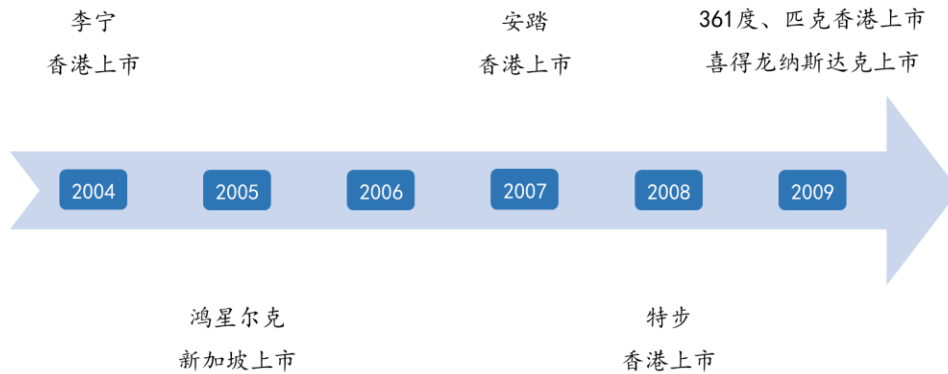 李宁
香港上市
安踏
香港上市
361度、匹克香港上市
喜得龙纳斯达克上市
2004
2005
2006
2007
2008
2009
鸿星尔克
新加坡上市
特步
香港上市